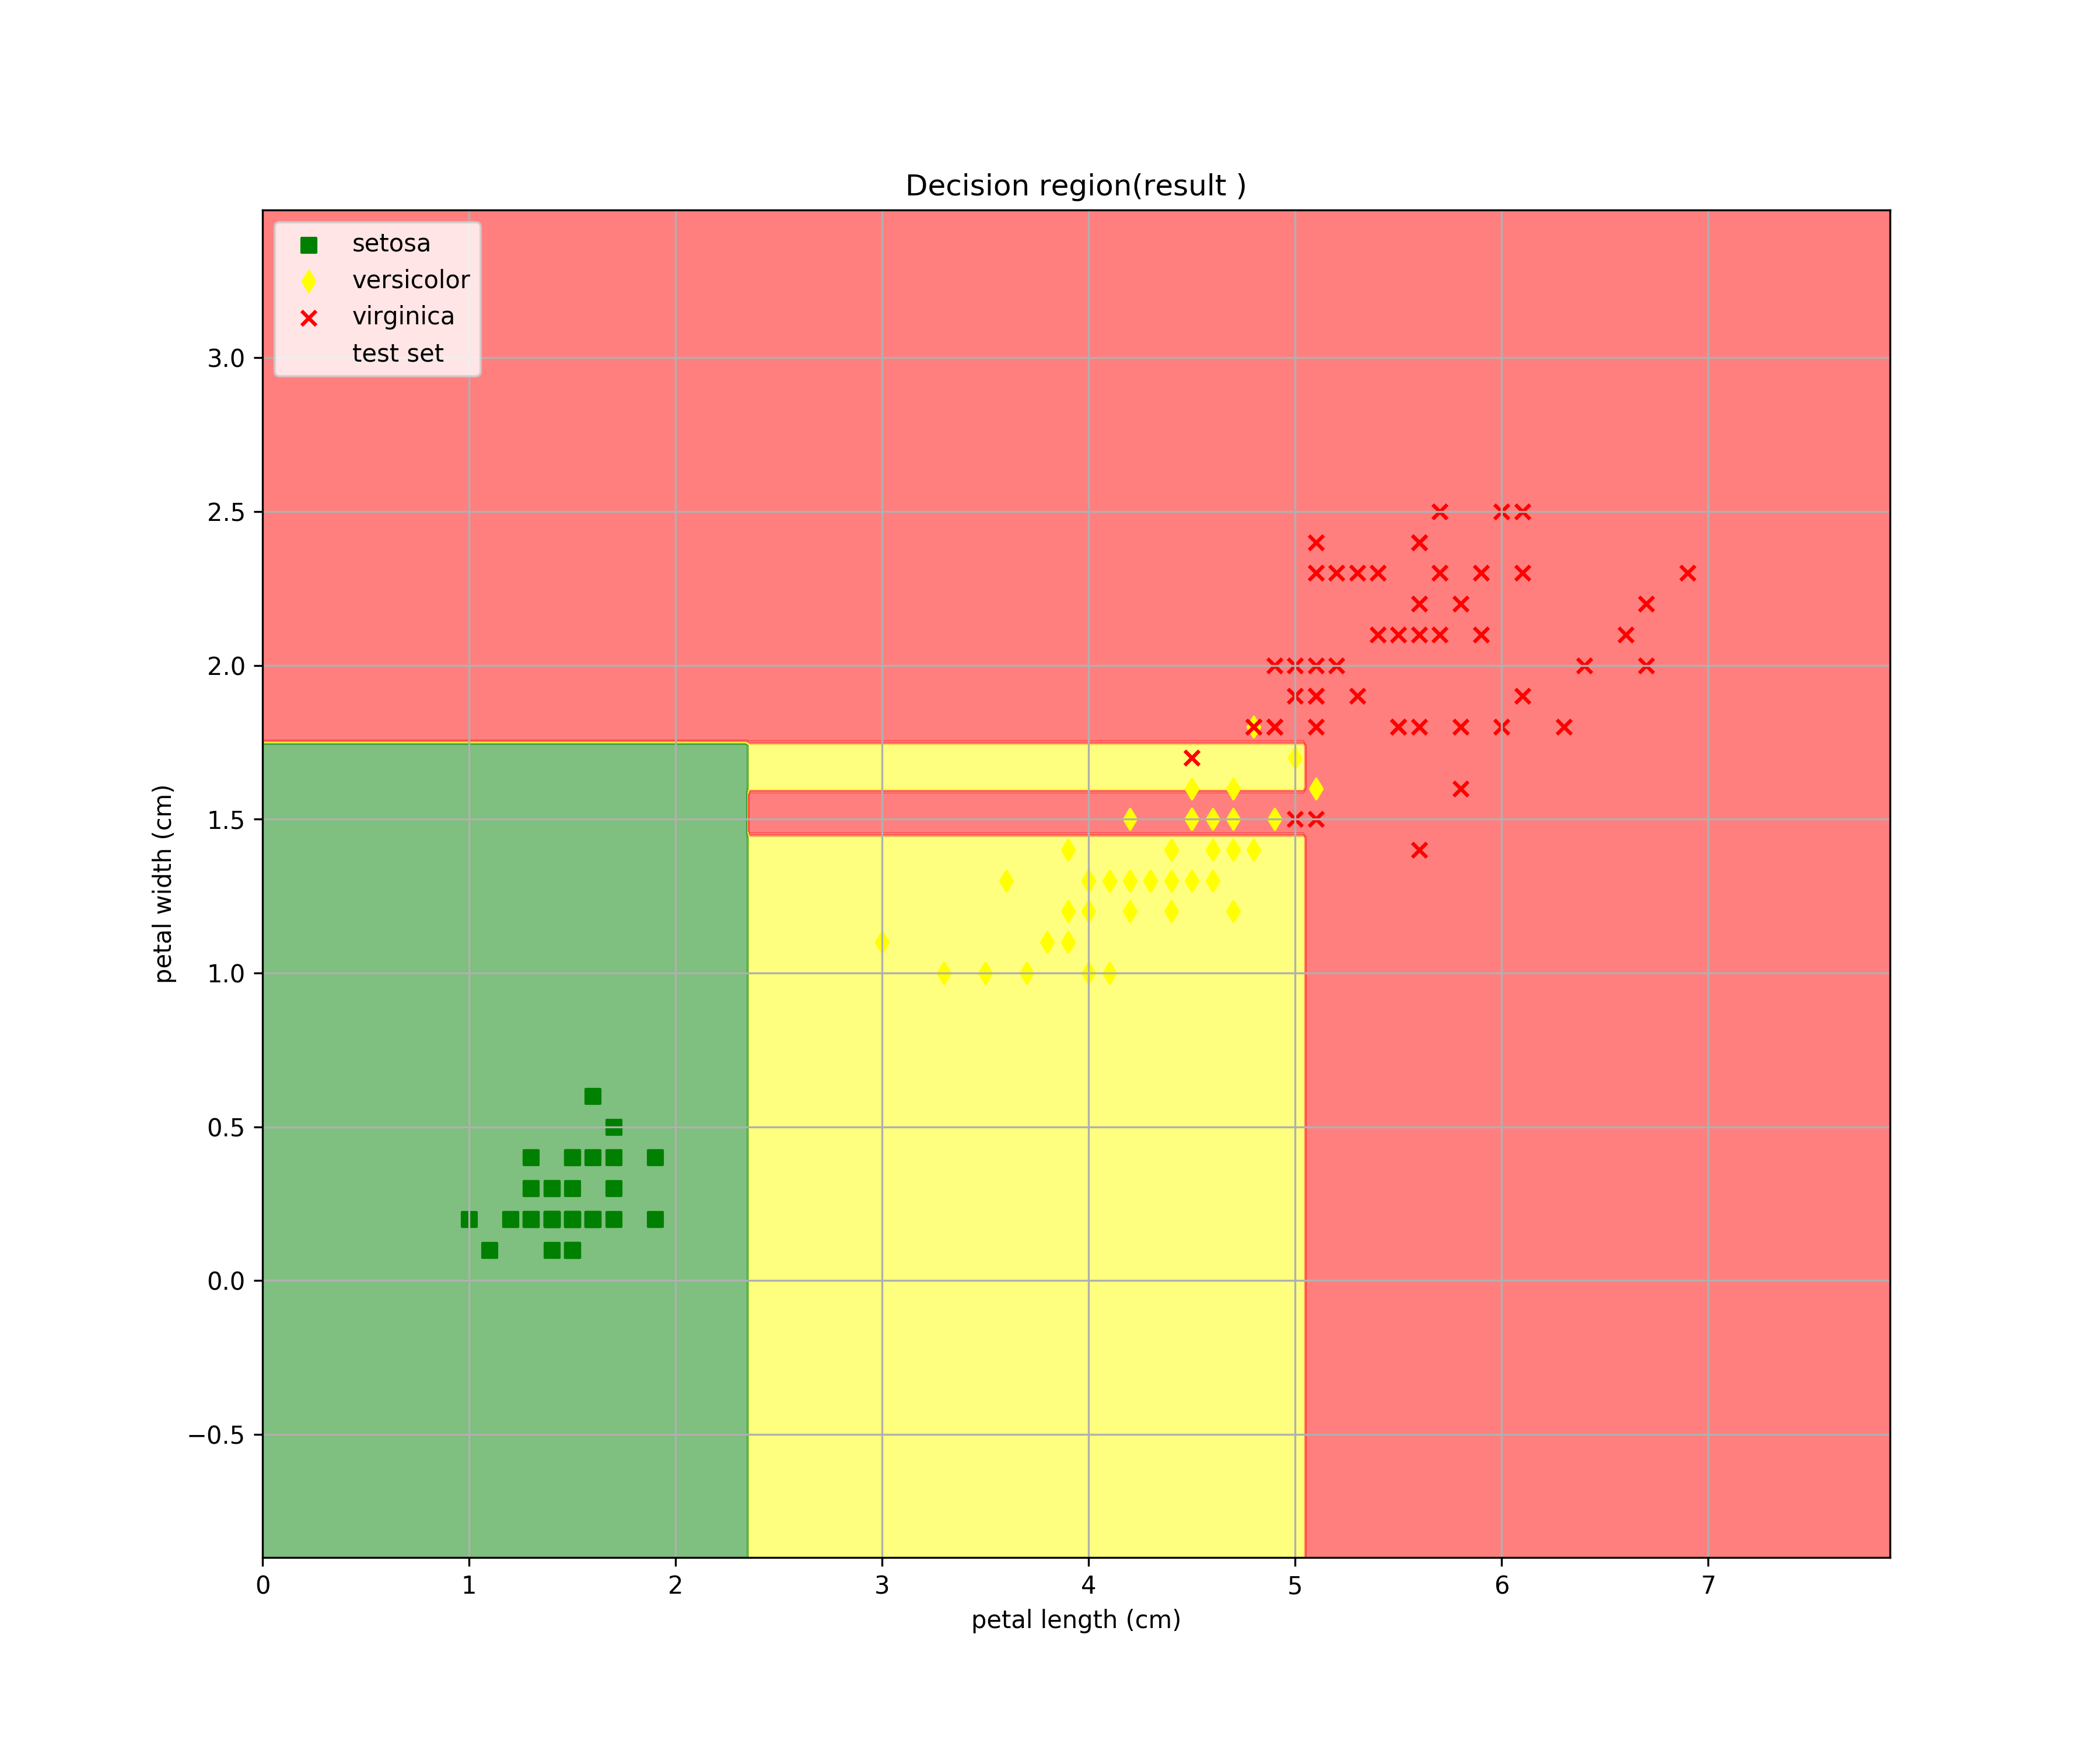 Decision region(result )
setosa
versicolor
virginica
test set
petal width (cm)
3.0
2.5
2.0
1.5
1.0
0.5
0.0
−0.5
0 1 2 3 4 5 6 7
petal length (cm)